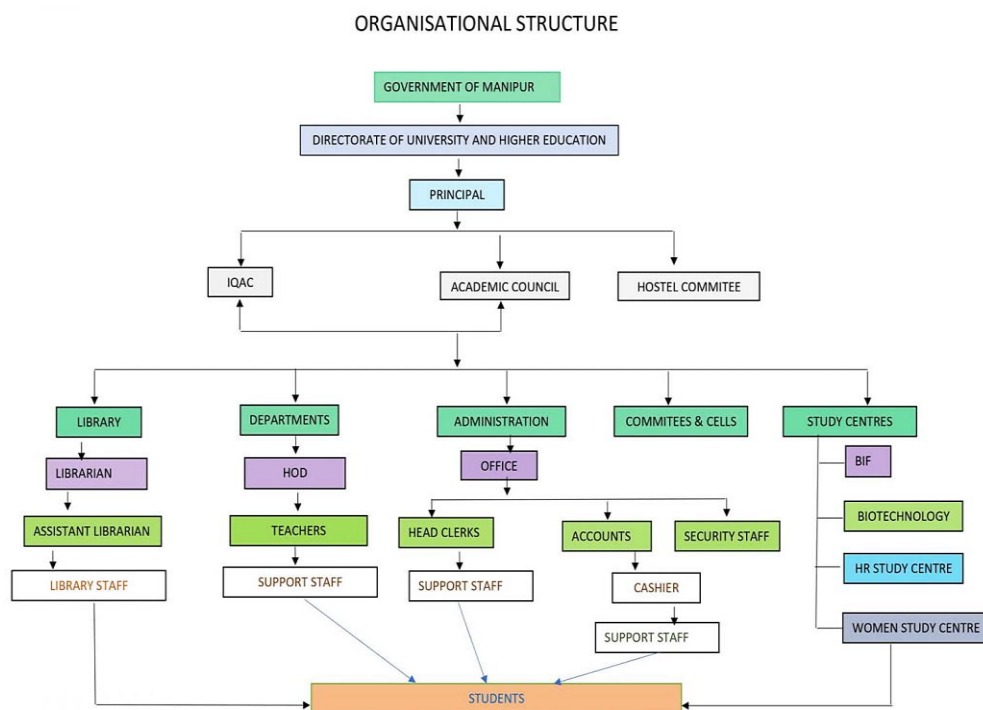 ORGANISATIONAL STRUCTURE
GOVERNMENT OF MANIPUR
DIRECTORATE OF UNIVERSITY AND HIGHER EDUCATION
PRINCIPAL
IQAC
ACADEMIC COUNCIL
HOSTEL COMMITEE
LIBRARY
DEPARTMENTS
ADMINISTRATION
COMMITEES & CELLS
STUDY CENTRES
LIBRARIAN
HOD
OFFICE
BIF
ASSISTANT LIBRARIAN
TEACHERS
HEAD CLERKS
ACCOUNTS
SECURITY STAFF
BIOTECHNOLOGY
LIBRARY STAFF
SUPPORT STAFF
SUPPORT STAFF
CASHIER
HR STUDY CENTRE
SUPPORT STAFF
WOMEN STUDY CENTRE
STUDENTS